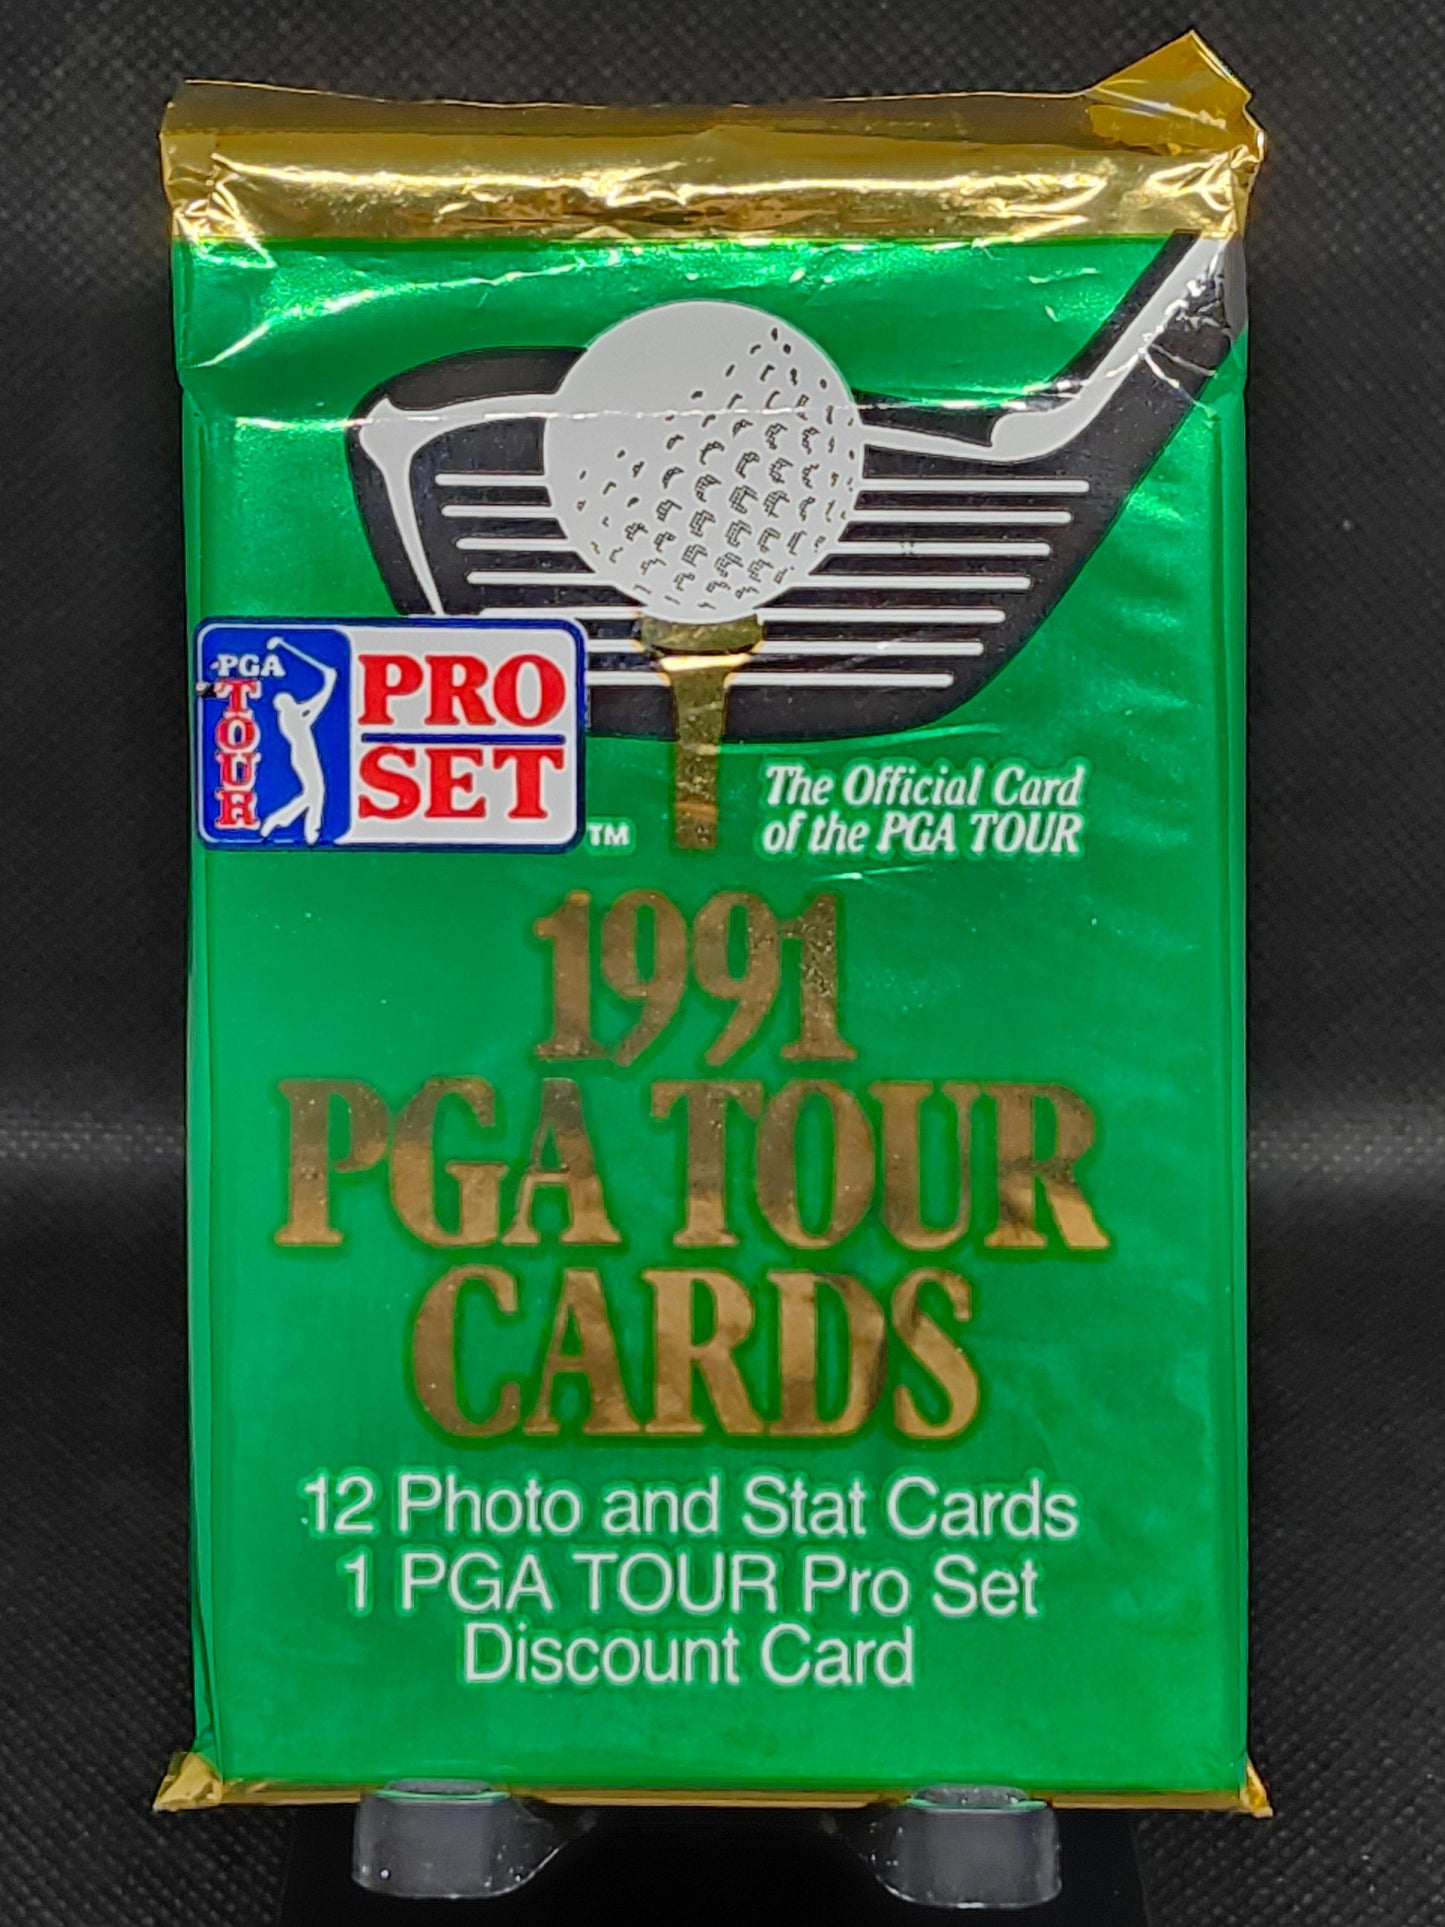 PGA
TOUR
PRO
SET
TM
The Official Card
of the PGA TOUR
1991
PGA TOUR
CARDS
12 Photo and Stat Cards
1 PGA TOUR Pro Set
Discount Card